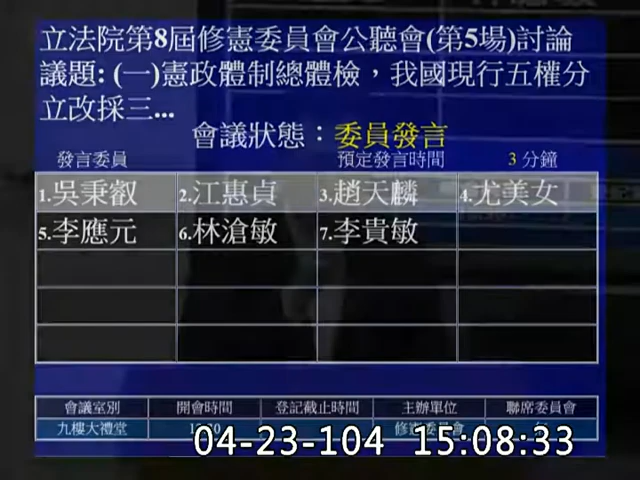 立法院第8屆修憲委員會公聽會(第5場)討論
議題: (一)憲政體制總體檢，我國現行五權分
立改採三...
會議狀態：委員發言
發言委員 預定發言時間 3 分鐘
1.吳秉叡 2.江惠貞 3.趙天麟 4.尤美女
5.李應元 6.林滄敏 7.李貴敏
會議室別 開會時間 登記截止時間 主辦單位 聯席委員會
九樓大禮堂 修憲委員會
04-23-104 15:08:33